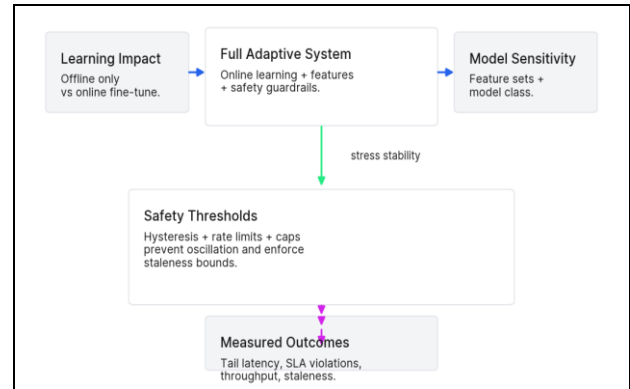 Learning Impact
Offline only
vs online fine-tune.
Full Adaptive System
Online learning + features
+ safety guardrails.
Model Sensitivity
Feature sets +
model class.
stress stability
Safety Thresholds
Hysteresis + rate limits + caps
prevent oscillation and enforce
staleness bounds.
Measured Outcomes
Tail latency, SLA violations,
throughput, staleness.